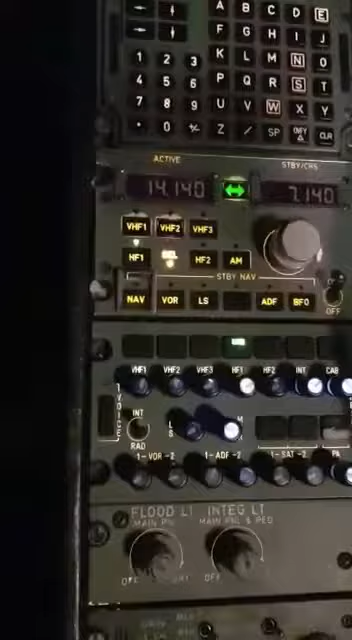 ← ↑ A B C D E
→ ↓ F G H I J
1 2 3 K L M N O
4 5 6 P Q R S T
7 8 9 U V W X Y
. 0 +/- Z / SP OVFY △ CLR
ACTIVE STBY/CRS
14.140 7.140
VHF1 VHF2 VHF3
HF1 SEL HF2 AM
STBY NAV
NAV VOR LS ADF BFO
OFF
VHF1 VHF2 VHF3 HF1 HF2 INT CAB
VOICE
INT
RAD
1-VOR-2 1-ADF-2 1-SAT-2 PA
FLOOD LT INTEG LT
MAIN PNL MAIN PNL & PED
OFF BRT OFF